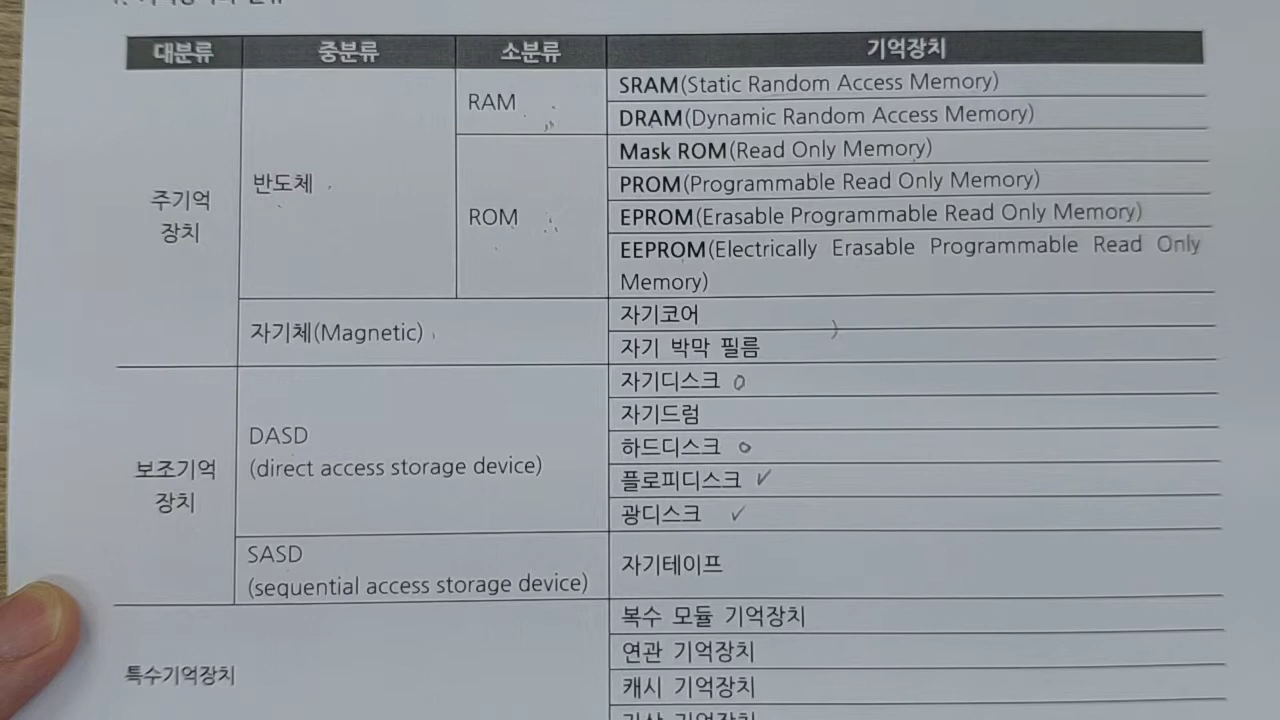 대분류 중분류 소분류 기억장치
주기억
장치
반도체
RAM
SRAM(Static Random Access Memory)
DRAM(Dynamic Random Access Memory)
ROM
Mask ROM(Read Only Memory)
PROM(Programmable Read Only Memory)
EPROM(Erasable Programmable Read Only Memory)
EEPROM(Electrically Erasable Programmable Read Only
Memory)
자기체(Magnetic)
자기코어
자기 박막 필름
보조기억
장치
DASD
(direct access storage device)
자기디스크
자기드럼
하드디스크
플로피디스크
광디스크
SASD
(sequential access storage device)
자기테이프
특수기억장치
복수 모듈 기억장치
연관 기억장치
캐시 기억장치